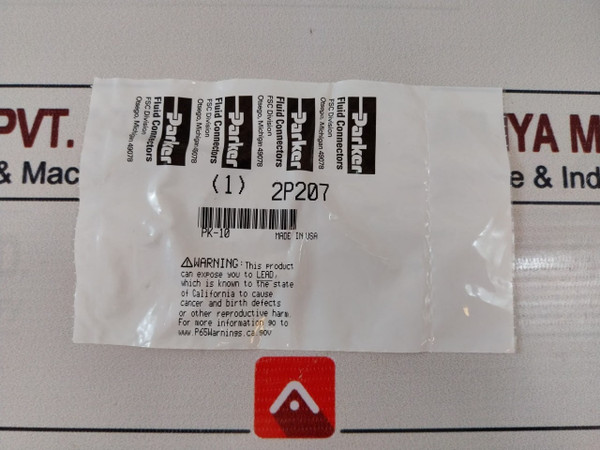 Parker
Fluid Connectors
FSC Division
Otsego, Michigan 49078
Parker
Fluid Connectors
FSC Division
Otsego, Michigan 49078
Parker
Fluid Connectors
FSC Division
Otsego, Michigan 49078
Parker
Fluid Connectors
FSC Division
Otsego, Michigan 49078
PVT.
& Mac
YA M
e & Ind
(1) 2P207
PK-10 MADE IN USA
⚠WARNING: This product
can expose you to LEAD,
which is known to the state
of California to cause
cancer and birth defects
or other reproductive harm.
For more information go to
www.P65Warnings.ca.gov